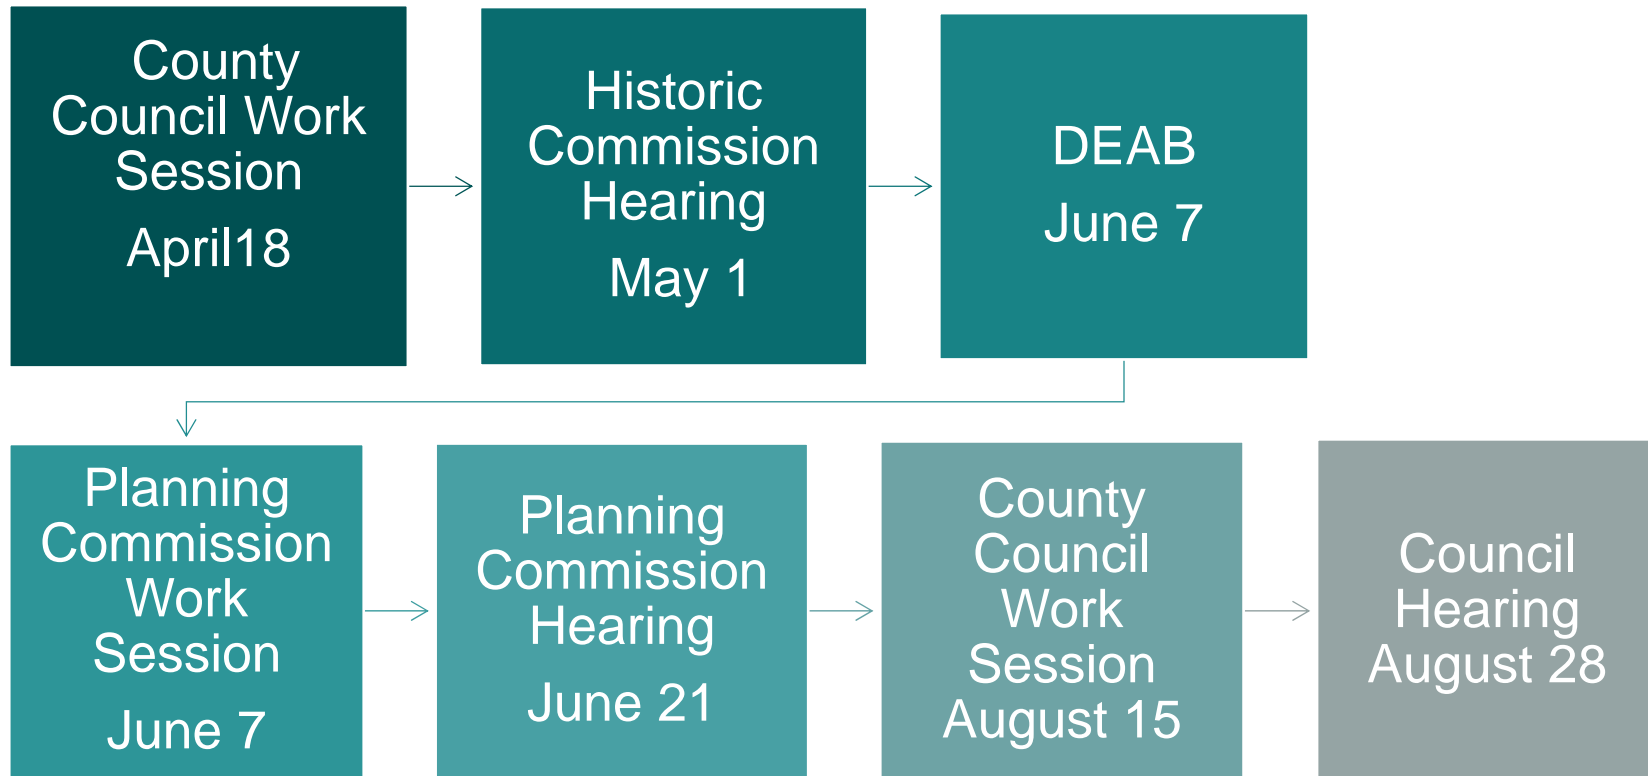 County
Council Work
Session
April18
Historic
Commission
Hearing
May 1
DEAB
June 7
Planning
Commission
Work
Session
June 7
Planning
Commission
Hearing
June 21
County
Council
Work
Session
August 15
Council
Hearing
August 28